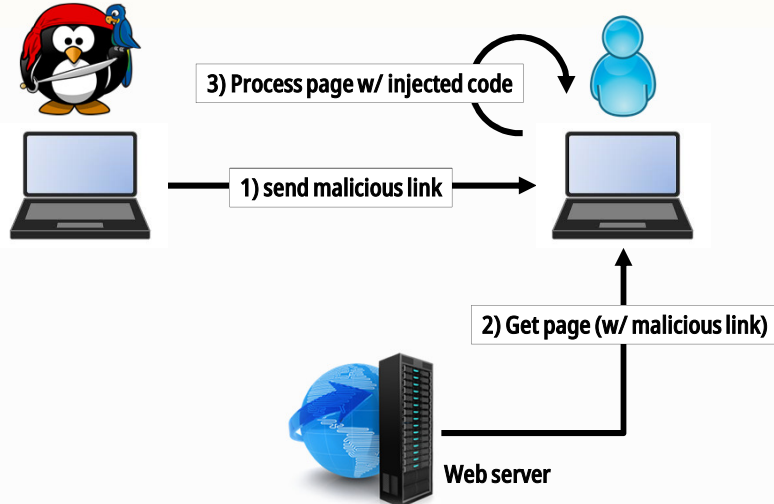 3) Process page w/ injected code
1) send malicious link
2) Get page (w/ malicious link)
Web server